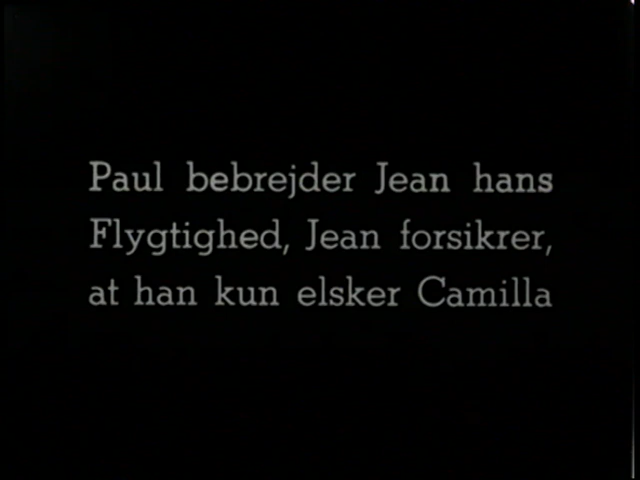 Paul bebrejder Jean hans
Flygtighed, Jean forsikrer,
at han kun elsker Camilla